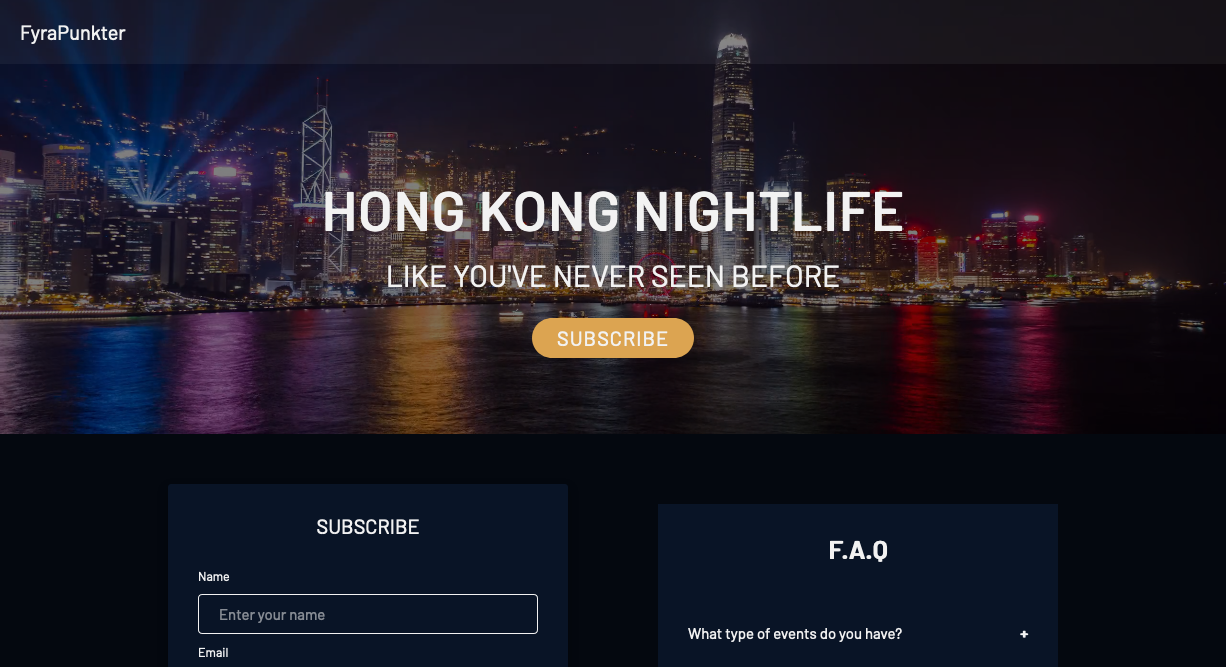 FyraPunkter
HONG KONG NIGHTLIFE
LIKE YOU'VE NEVER SEEN BEFORE
SUBSCRIBE
SUBSCRIBE
Name
Enter your name
Email
F.A.Q
What type of events do you have?
+